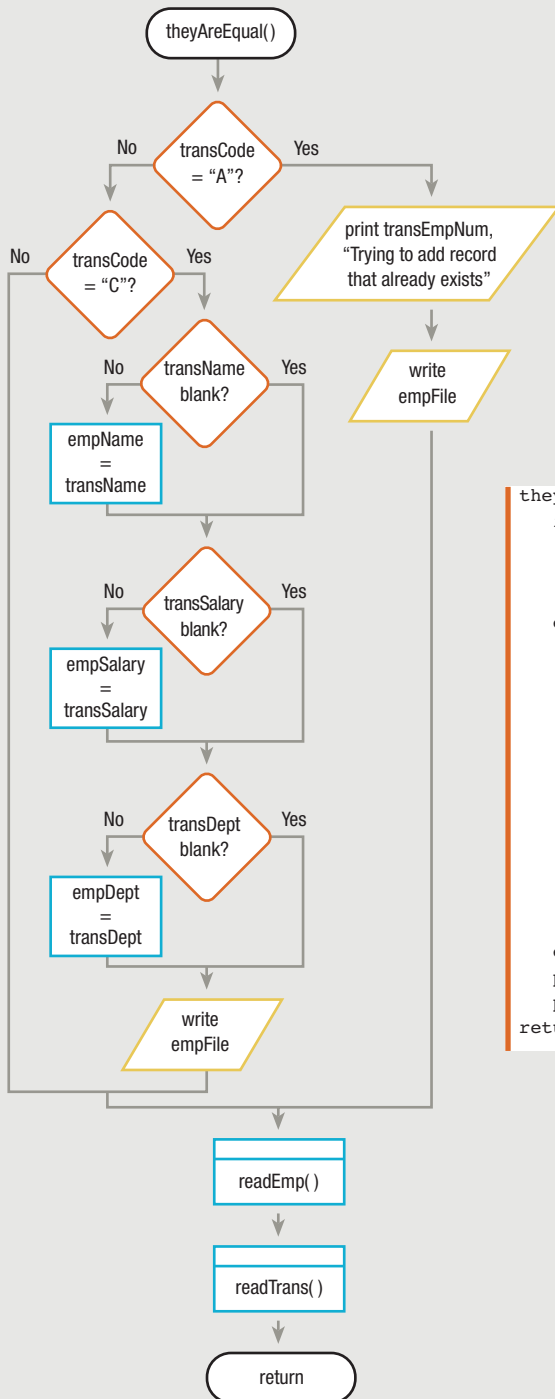 theyAreEqual()
transCode
= "A"?
No
Yes
print transEmpNum,
“Trying to add record
that already exists”
write
empFile
transCode
= "C"?
No
Yes
transName
blank?
No
Yes
empName
=
transName
transSalary
blank?
No
Yes
empSalary
=
transSalary
transDept
blank?
No
Yes
empDept
=
transDept
write
empFile
readEmp( )
readTrans( )
return